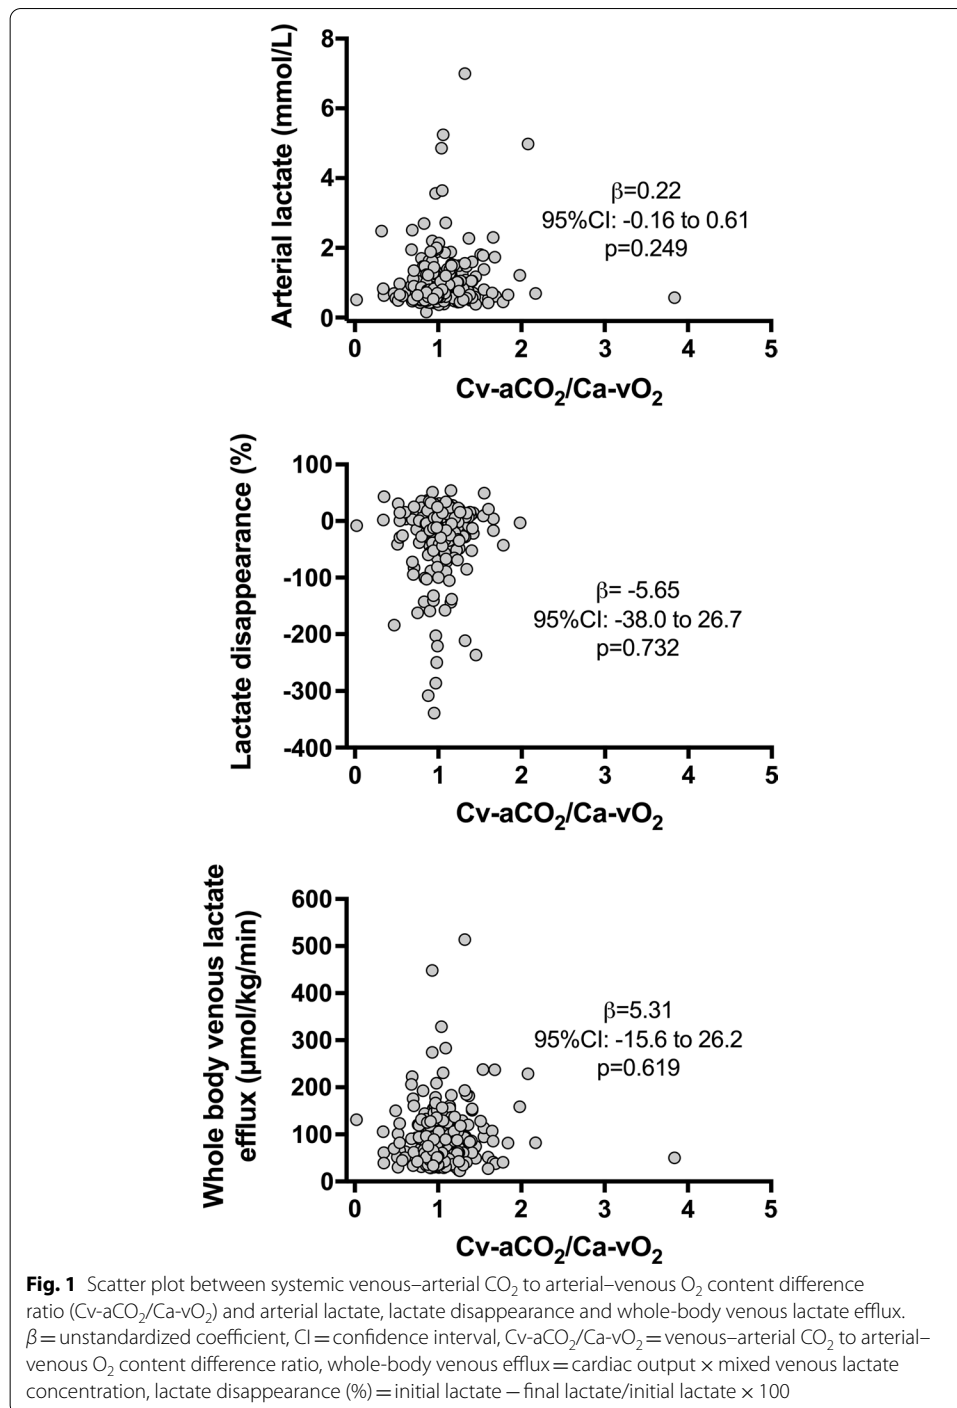 8
6
4
2
0
Arterial lactate (mmol/L)
β=0.22
95%CI: -0.16 to 0.61
p=0.249
0 1 2 3 4 5
Cv-aCO₂/Ca-vO₂
100
0
-100
-200
-300
-400
Lactate disappearance (%)
β= -5.65
95%CI: -38.0 to 26.7
p=0.732
0 1 2 3 4 5
Cv-aCO₂/Ca-vO₂
600
500
400
300
200
100
0
Whole body venous lactate
efflux (µmol/kg/min)
β=5.31
95%CI: -15.6 to 26.2
p=0.619
0 1 2 3 4 5
Cv-aCO₂/Ca-vO₂
Fig. 1 Scatter plot between systemic venous–arterial CO₂ to arterial–venous O₂ content difference
ratio (Cv-aCO₂/Ca-vO₂) and arterial lactate, lactate disappearance and whole-body venous lactate efflux.
β = unstandardized coefficient, CI = confidence interval, Cv-aCO₂/Ca-vO₂ = venous–arterial CO₂ to arterial–
venous O₂ content difference ratio, whole-body venous efflux = cardiac output × mixed venous lactate
concentration, lactate disappearance (%) = initial lactate − final lactate/initial lactate × 100